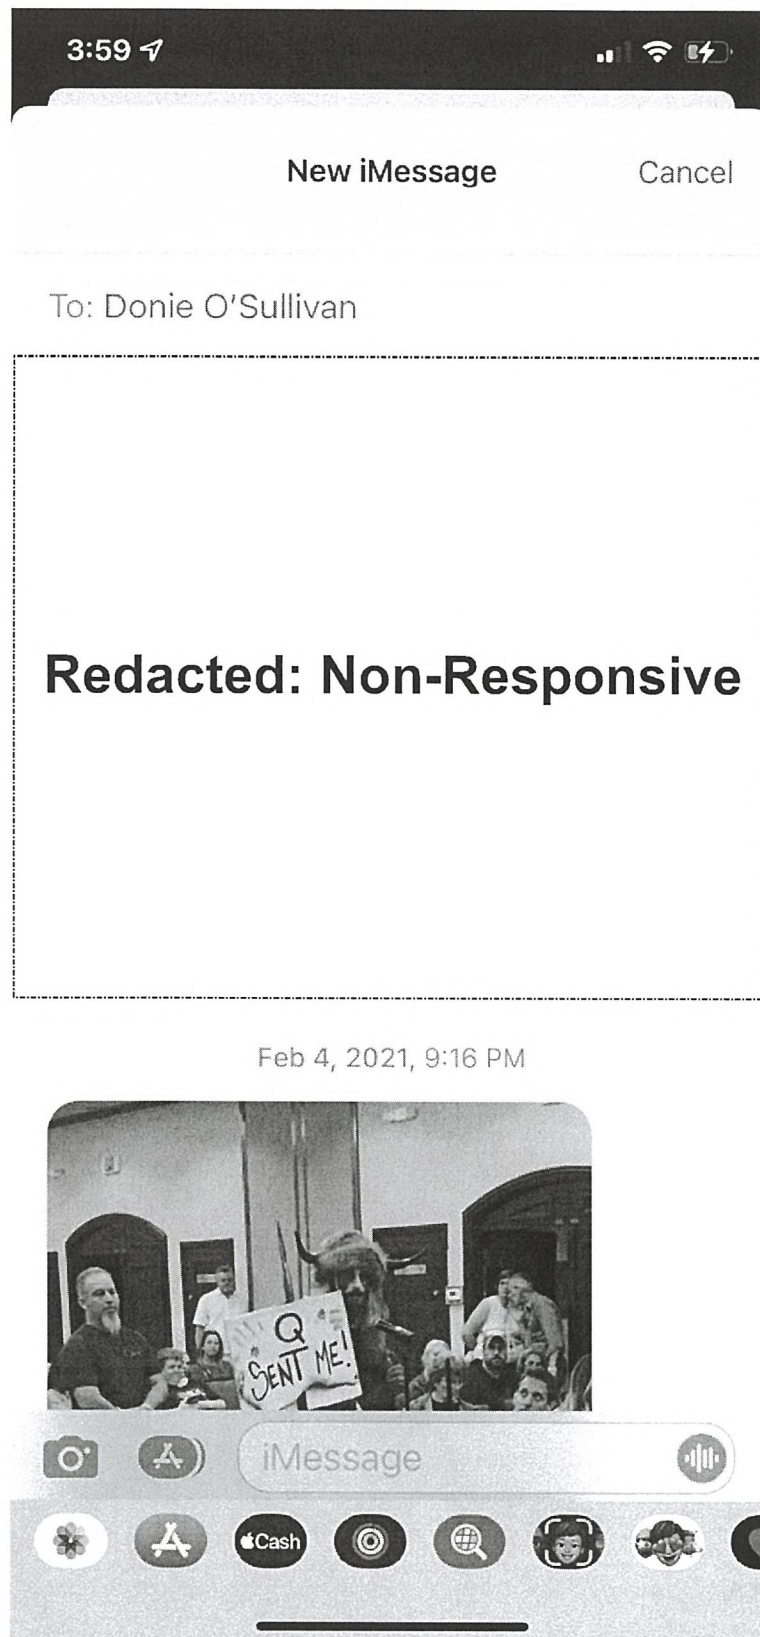 3:59
New iMessage
Cancel
To: Donie O'Sullivan
Redacted: Non-Responsive
Feb 4, 2021, 9:16 PM
Q
SENT ME!
iMessage
Cash